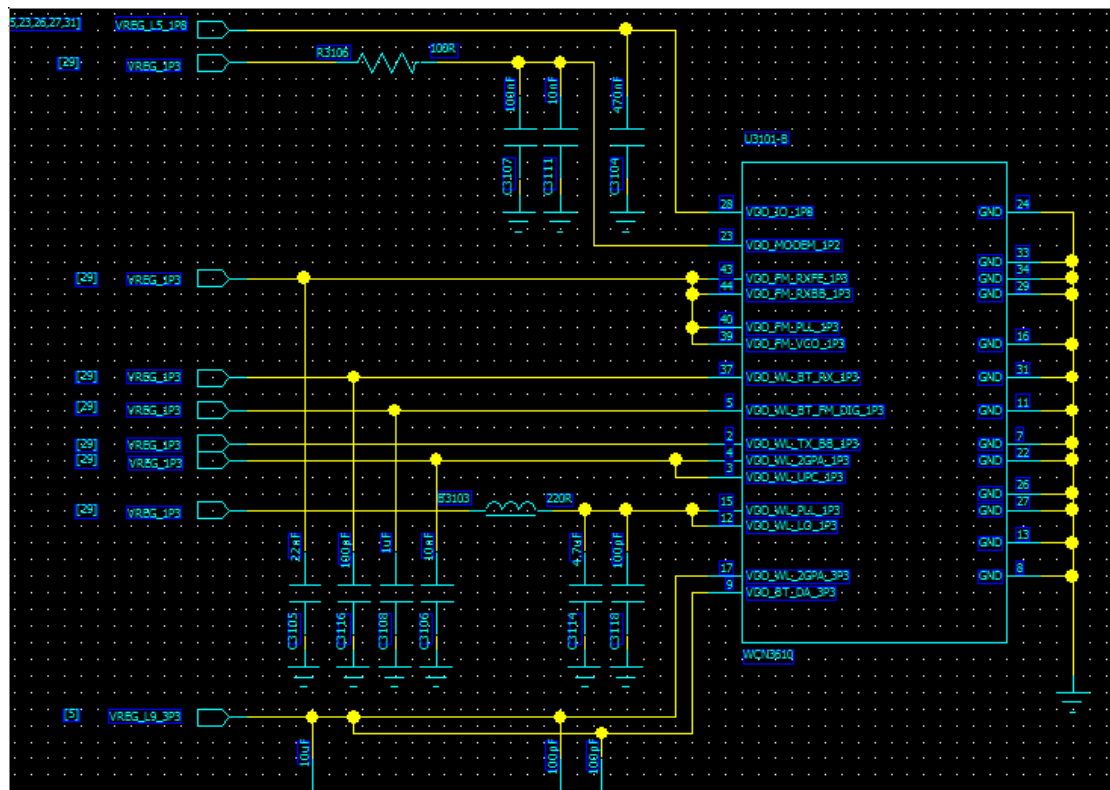 5,23,26,27,31] VREG_L5_1P8
[29] VREG_1P3 R3106 100R
100nF 10nF 470nF
C3107 C3111 C3104
U3101-B
28 VDD_IO_1P8 GND 24
23 VDD_MODEM_1P2
GND 33
[29] VREG_1P3 43 VDD_FM_RXFE_1P3 GND 34
44 VDD_FM_RXBB_1P3 GND 29
40 VDD_FM_PLL_1P3
39 VDD_FM_VCO_1P3 GND 16
[29] VREG_1P3 37 VDD_WL_BT_RX_1P3 GND 31
[29] VREG_1P3 5 VDD_WL_BT_FM_DIG_1P3 GND 11
[29] VREG_1P3 2 VDD_WL_TX_BB_1P3 GND 7
[29] VREG_1P3 4 VDD_WL_2GPA_1P3 GND 22
3 VDD_WL_UPC_1P3
GND 26
B3103 220R
[29] VREG_1P3 15 VDD_WL_PLL_1P3 GND 27
12 VDD_WL_LO_1P3
GND 13
22nF 100pF 1uF 10nF 4.7uF 100pF
17 VDD_WL_2GPA_3P3 GND 8
9 VDD_BT_DA_3P3
C3105 C3116 C3108 C3106 C3114 C3118
WCN3610
[5] VREG_L9_3P3
10uF 100pF 100pF